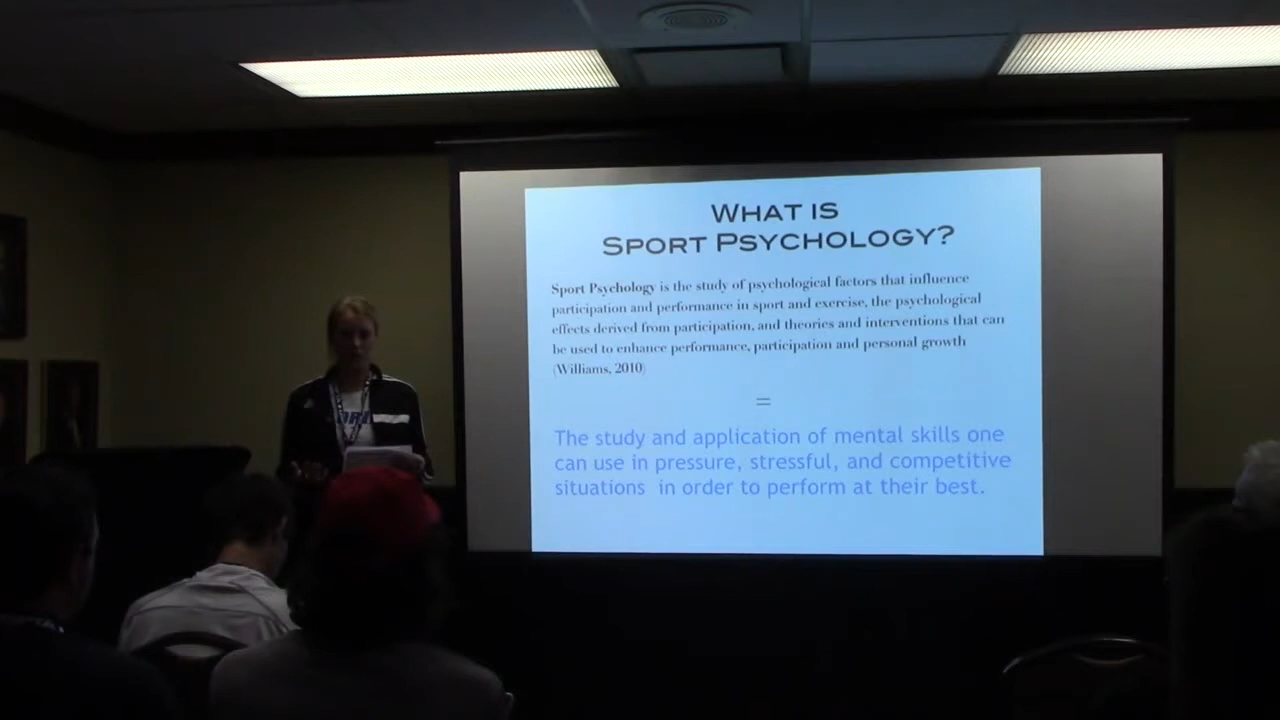 WHAT IS
SPORT PSYCHOLOGY?
Sport Psychology is the study of psychological factors that influence
participation and performance in sport and exercise, the psychological
effects derived from participation, and theories and interventions that can
be used to enhance performance, participation and personal growth
(Williams, 2010)
=
The study and application of mental skills one
can use in pressure, stressful, and competitive
situations in order to perform at their best.